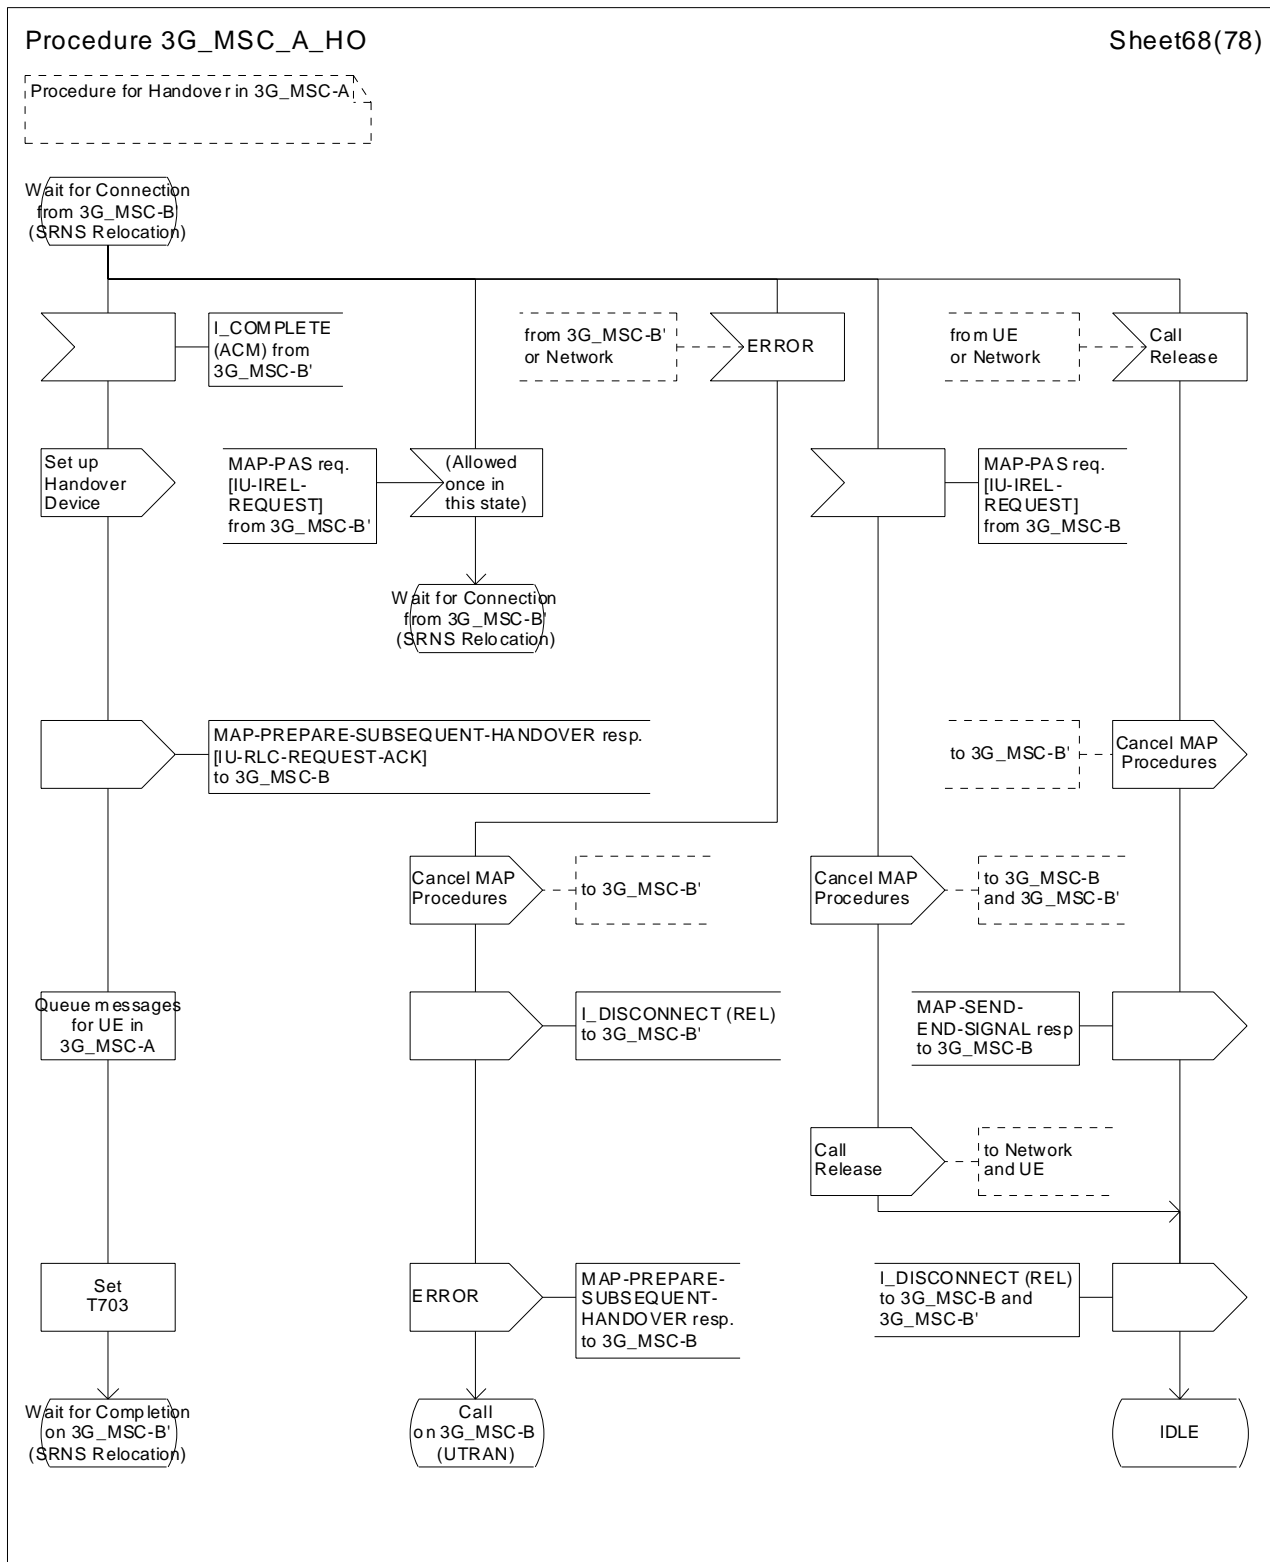 Procedure 3G_MSC_A_HO
Sheet68(78)
Procedure for Handover in 3G_MSC-A
Wait for Connection
from 3G_MSC-B'
(SRNS Relocation)
I_COMPLETE
(ACM) from
3G_MSC-B'
from 3G_MSC-B'
or Network
ERROR
from UE
or Network
Call
Release
Set up
Handover
Device
MAP-PAS req.
[IU-IREL-
REQUEST]
from 3G_MSC-B'
(Allowed
once in
this state)
MAP-PAS req.
[IU-IREL-
REQUEST]
from 3G_MSC-B
Wait for Connection
from 3G_MSC-B'
(SRNS Relocation)
MAP-PREPARE-SUBSEQUENT-HANDOVER resp.
[IU-RLC-REQUEST-ACK]
to 3G_MSC-B
to 3G_MSC-B'
Cancel MAP
Procedures
Cancel MAP
Procedures
to 3G_MSC-B'
Cancel MAP
Procedures
to 3G_MSC-B
and 3G_MSC-B'
Queue messages
for UE in
3G_MSC-A
I_DISCONNECT (REL)
to 3G_MSC-B'
MAP-SEND-
END-SIGNAL resp
to 3G_MSC-B
Call
Release
to Network
and UE
Set
T703
ERROR
MAP-PREPARE-
SUBSEQUENT-
HANDOVER resp.
to 3G_MSC-B
I_DISCONNECT (REL)
to 3G_MSC-B and
3G_MSC-B'
Wait for Completion
on 3G_MSC-B'
(SRNS Relocation)
Call
on 3G_MSC-B
(UTRAN)
IDLE